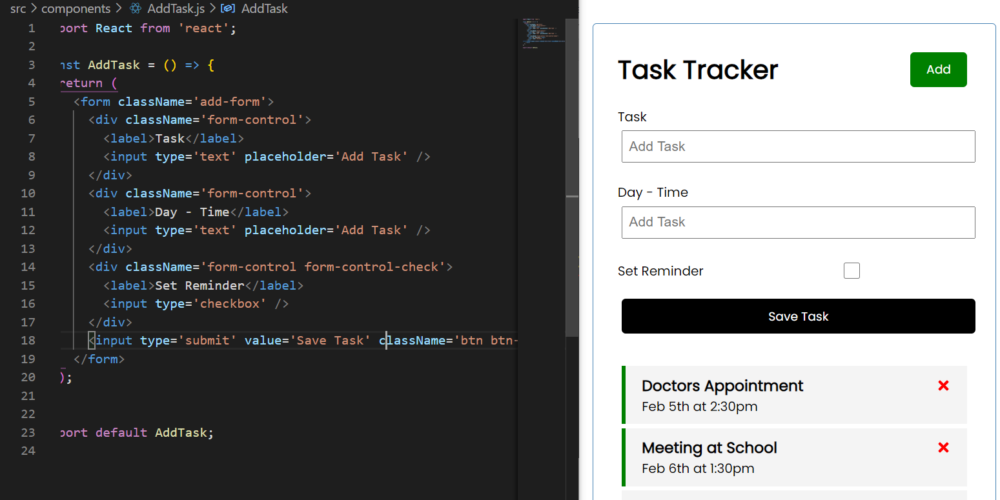 src > components > AddTask.js > AddTask
1 port React from 'react';
2
3 nst AddTask = () => {
4 return (
5 <form className='add-form'>
6 <div className='form-control'>
7 <label>Task</label>
8 <input type='text' placeholder='Add Task' />
9 </div>
10 <div className='form-control'>
11 <label>Day - Time</label>
12 <input type='text' placeholder='Add Task' />
13 </div>
14 <div className='form-control form-control-check'>
15 <label>Set Reminder</label>
16 <input type='checkbox' />
17 </div>
18 <input type='submit' value='Save Task' className='btn btn-
19 </form>
20 );
21
22
23 port default AddTask;
24
Task Tracker
Add
Task
Add Task
Day - Time
Add Task
Set Reminder
Save Task
Doctors Appointment
Feb 5th at 2:30pm
Meeting at School
Feb 6th at 1:30pm